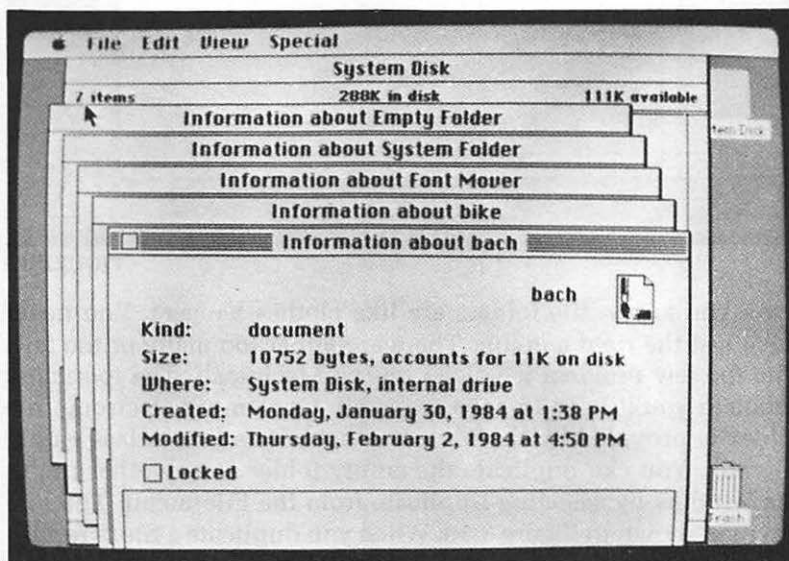 File Edit View Special
System Disk
7 items 288K in disk 111K available
Information about Empty Folder
tem Disk
Information about System Folder
Information about Font Mover
Information about bike
Information about bach
bach
Kind: document
Size: 10752 bytes, accounts for 11K on disk
Where: System Disk, internal drive
Created: Monday, January 30, 1984 at 1:38 PM
Modified: Thursday, February 2, 1984 at 4:50 PM
Locked
Trash